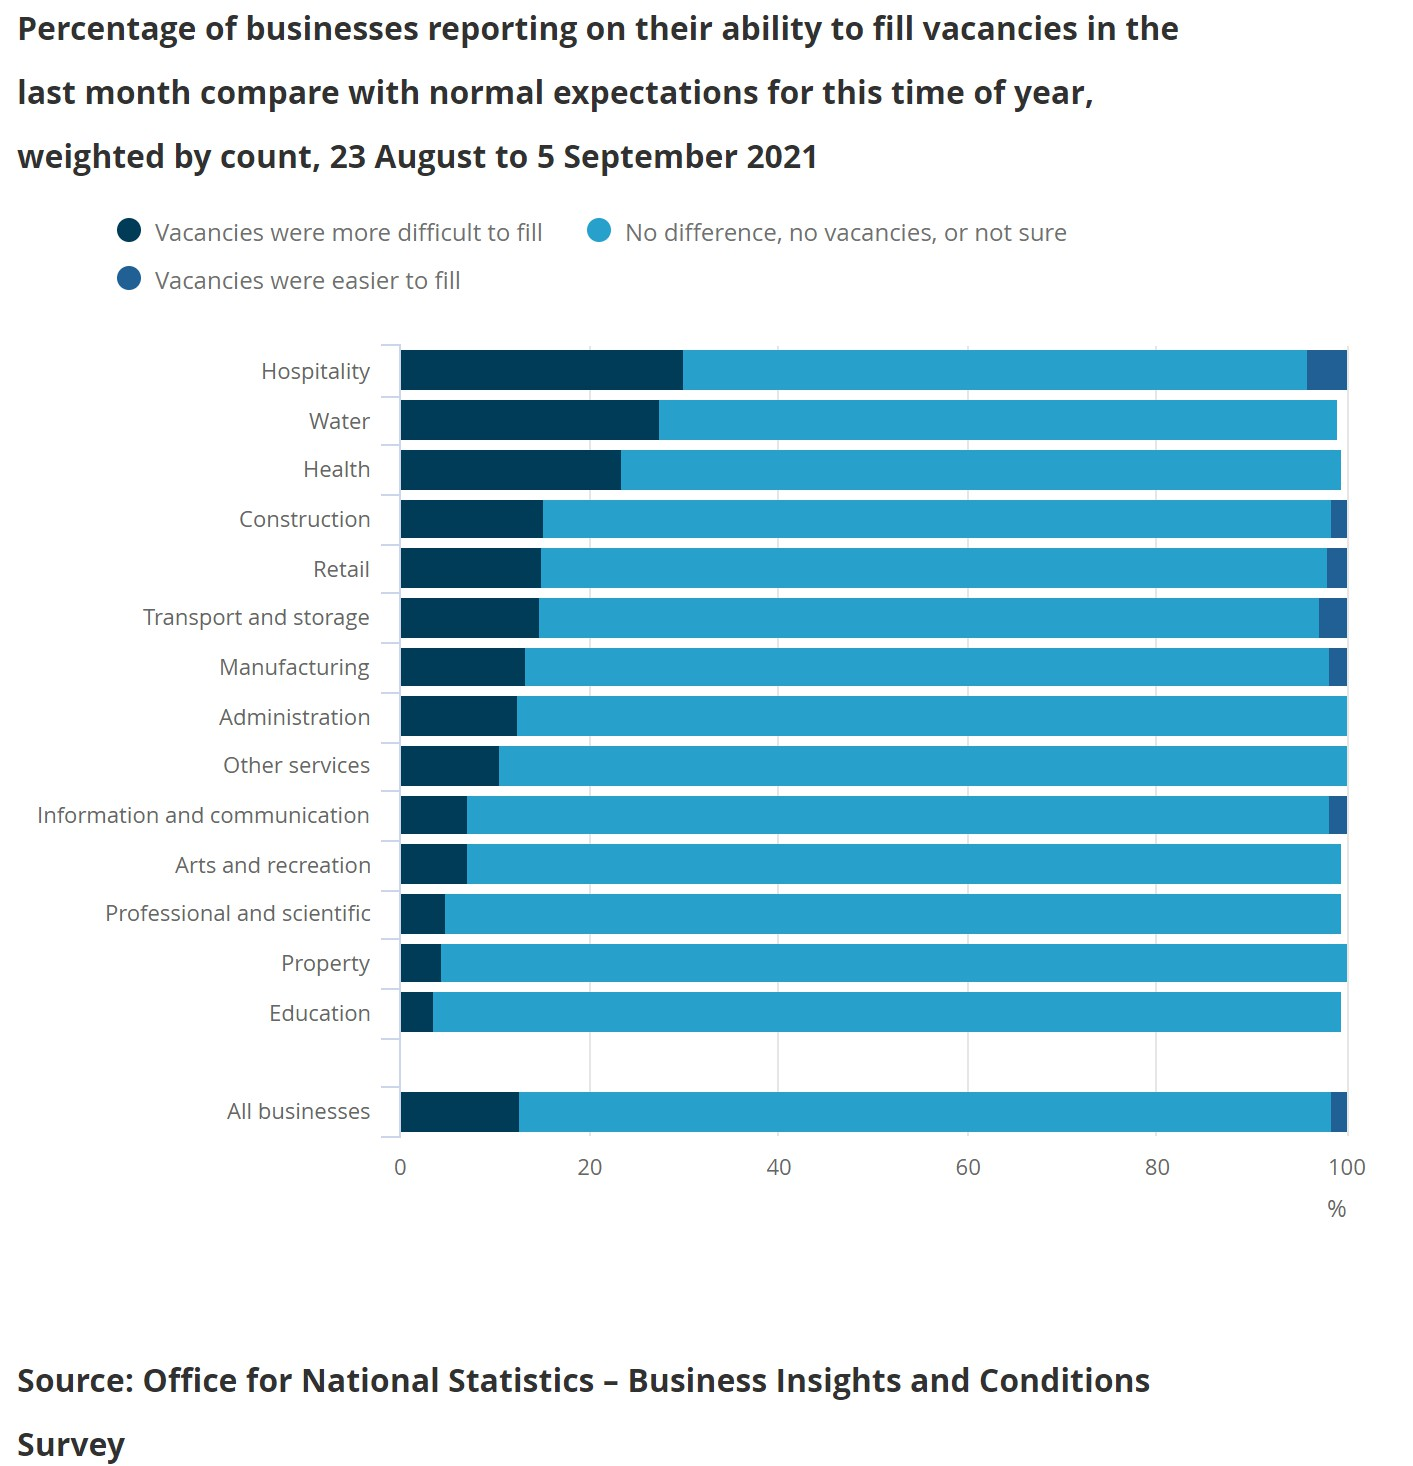 Percentage of businesses reporting on their ability to fill vacancies in the
last month compare with normal expectations for this time of year,
weighted by count, 23 August to 5 September 2021
Vacancies were more difficult to fill
No difference, no vacancies, or not sure
Vacancies were easier to fill
Hospitality
Water
Health
Construction
Retail
Transport and storage
Manufacturing
Administration
Other services
Information and communication
Arts and recreation
Professional and scientific
Property
Education
All businesses
0 20 40 60 80 100
%
Source: Office for National Statistics – Business Insights and Conditions
Survey